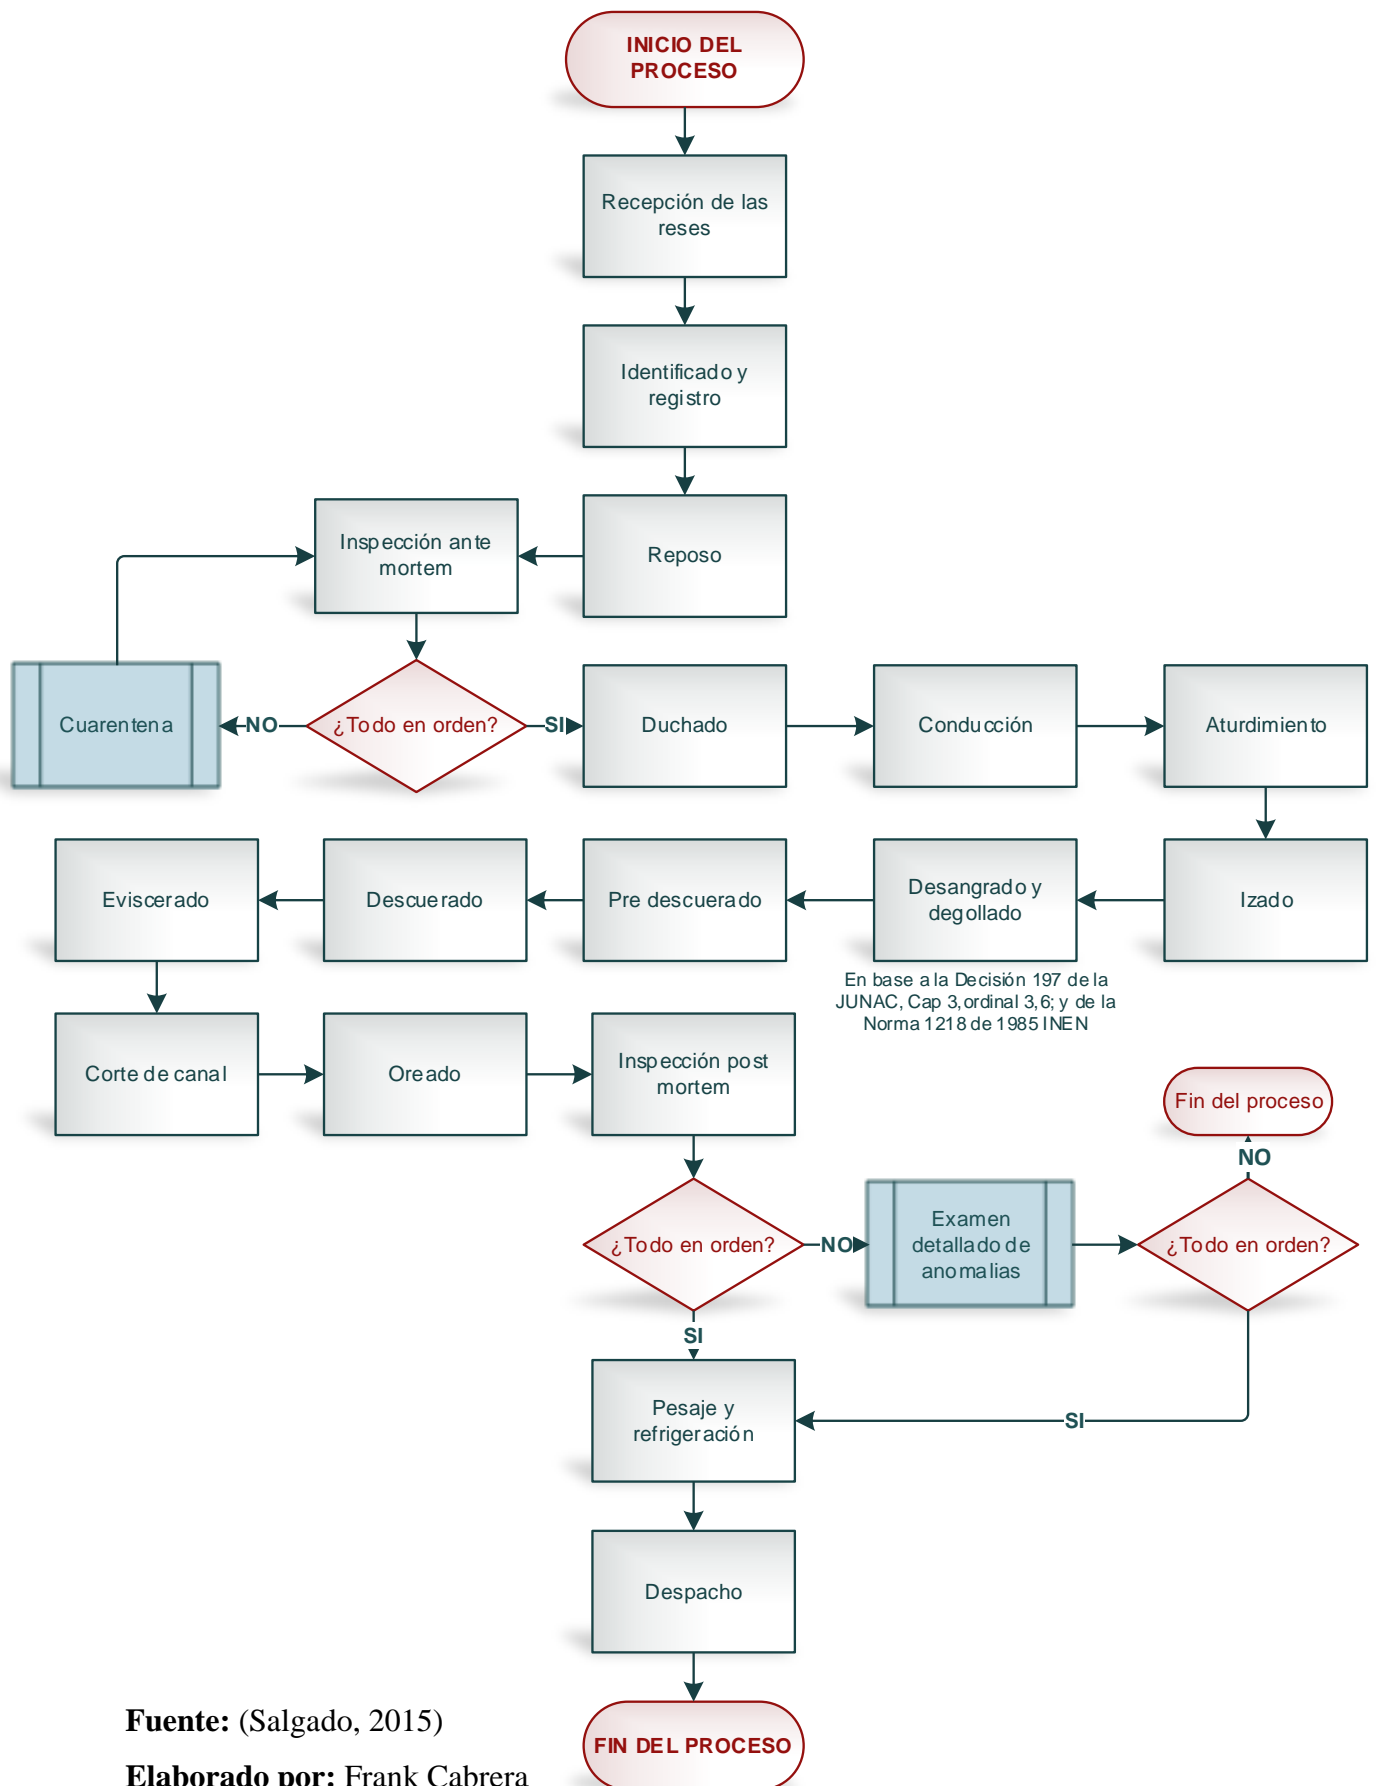 INICIO DEL
PROCESO
Recepción de las
reses
Identificado y
registro
Reposo
Inspección ante
mortem
¿Todo en orden?
NO
Cuarentena
SI
Duchado
Conducción
Aturdimiento
Izado
Desangrado y
degollado
En base a la Decisión 197 de la
JUNAC, Cap 3, ordinal 3,6; y de la
Norma 1218 de 1985 INEN
Pre descuerado
Descuerado
Eviscerado
Corte de canal
Oreado
Inspección post
mortem
¿Todo en orden?
NO
Examen
detallado de
anomalias
¿Todo en orden?
NO
Fin del proceso
SI
SI
Pesaje y
refrigeración
Despacho
FIN DEL PROCESO
Fuente: (Salgado, 2015)
Elaborado por: Frank Cabrera